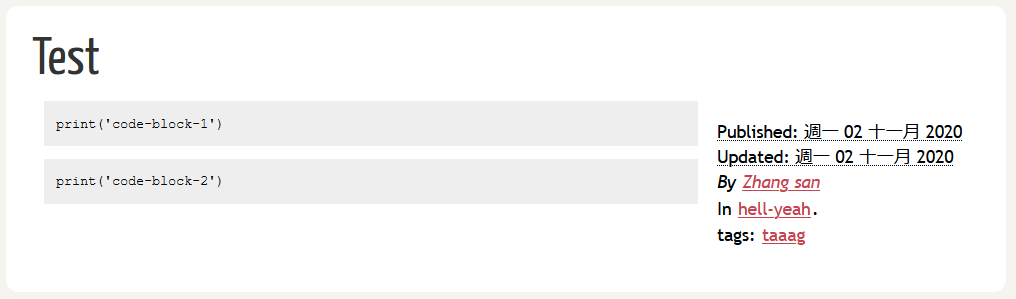 Test
print('code-block-1')
print('code-block-2')
Published: 週一 02 十一月 2020
Updated: 週一 02 十一月 2020
By Zhang san
In hell-yeah.
tags: taaag